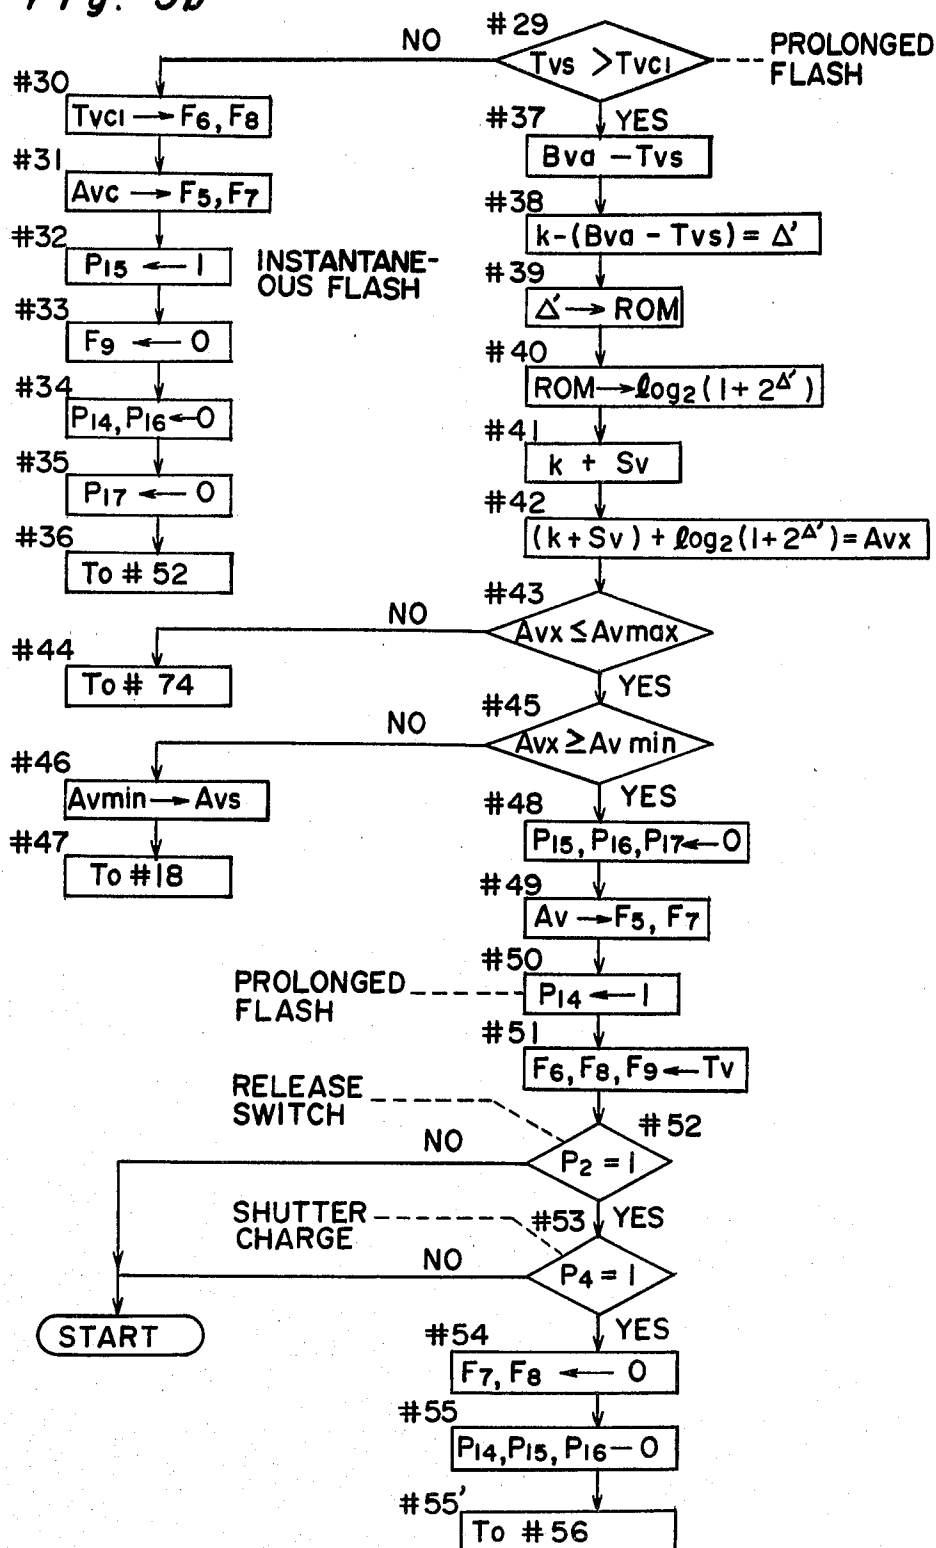 Fig. 5b
#29
Tvs > Tvc1
NO
PROLONGED
FLASH
YES
#30
Tvc1 → F6, F8
#31
Avc → F5, F7
#32
P15 ← 1
INSTANTANE-
OUS FLASH
#33
F9 ← 0
#34
P14, P16 ← 0
#35
P17 ← 0
#36
To # 52
#37
Bva - Tvs
#38
k-(Bva - Tvs) = Δ'
#39
Δ' → ROM
#40
ROM → log2(1+2^Δ')
#41
k + Sv
#42
(k+Sv) + log2(1+2^Δ') = Avx
#43
Avx ≤ Avmax
NO
YES
#44
To # 74
#45
Avx ≥ Av min
NO
YES
#46
Avmin → Avs
#47
To #18
#48
P15, P16, P17 ← 0
#49
Av → F5, F7
#50
P14 ← 1
PROLONGED
FLASH
#51
F6, F8, F9 ← Tv
RELEASE
SWITCH
#52
P2 = 1
NO
YES
SHUTTER
CHARGE
#53
P4 = 1
NO
YES
START
#54
F7, F8 ← 0
#55
P14, P15, P16 — 0
#55'
To #56